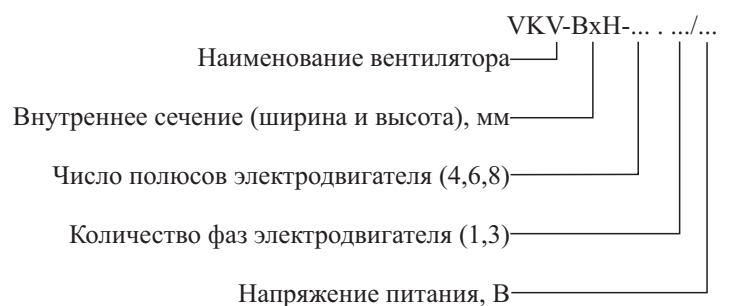 VKV-BxH-... . .../...
Наименование вентилятора
Внутреннее сечение (ширина и высота), мм
Число полюсов электродвигателя (4,6,8)
Количество фаз электродвигателя (1,3)
Напряжение питания, В